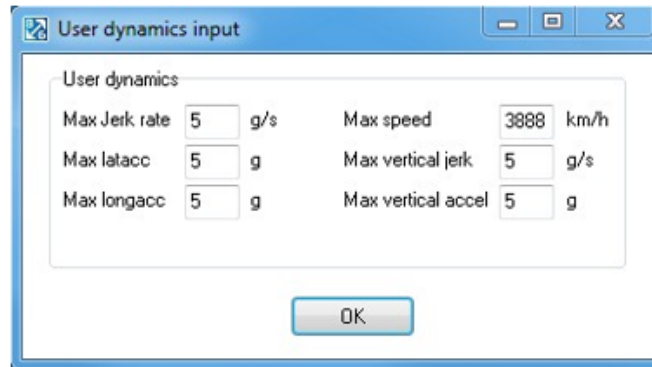 User dynamics input
User dynamics
Max Jerk rate 5 g/s Max speed 3888 km/h
Max latacc 5 g Max vertical jerk 5 g/s
Max longacc 5 g Max vertical accel 5 g
OK